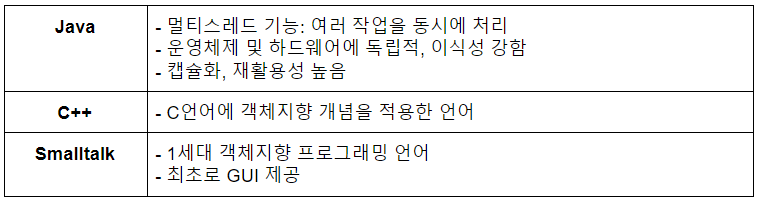 Java
- 멀티스레드 기능: 여러 작업을 동시에 처리
- 운영체제 및 하드웨어에 독립적, 이식성 강함
- 캡슐화, 재활용성 높음
C++
- C언어에 객체지향 개념을 적용한 언어
Smalltalk
- 1세대 객체지향 프로그래밍 언어
- 최초로 GUI 제공